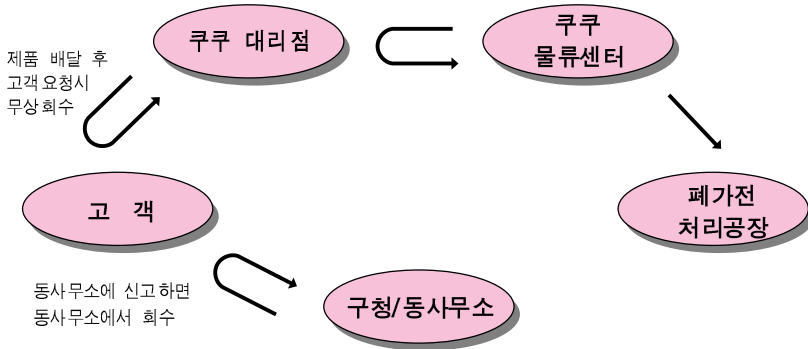 쿠쿠 대리점
쿠쿠
물류센터
제품 배달 후
고객요청시
무상회수
고 객
폐가전
처리공장
동사무소에 신고하면
동사무소에서 회수
구청/동사무소